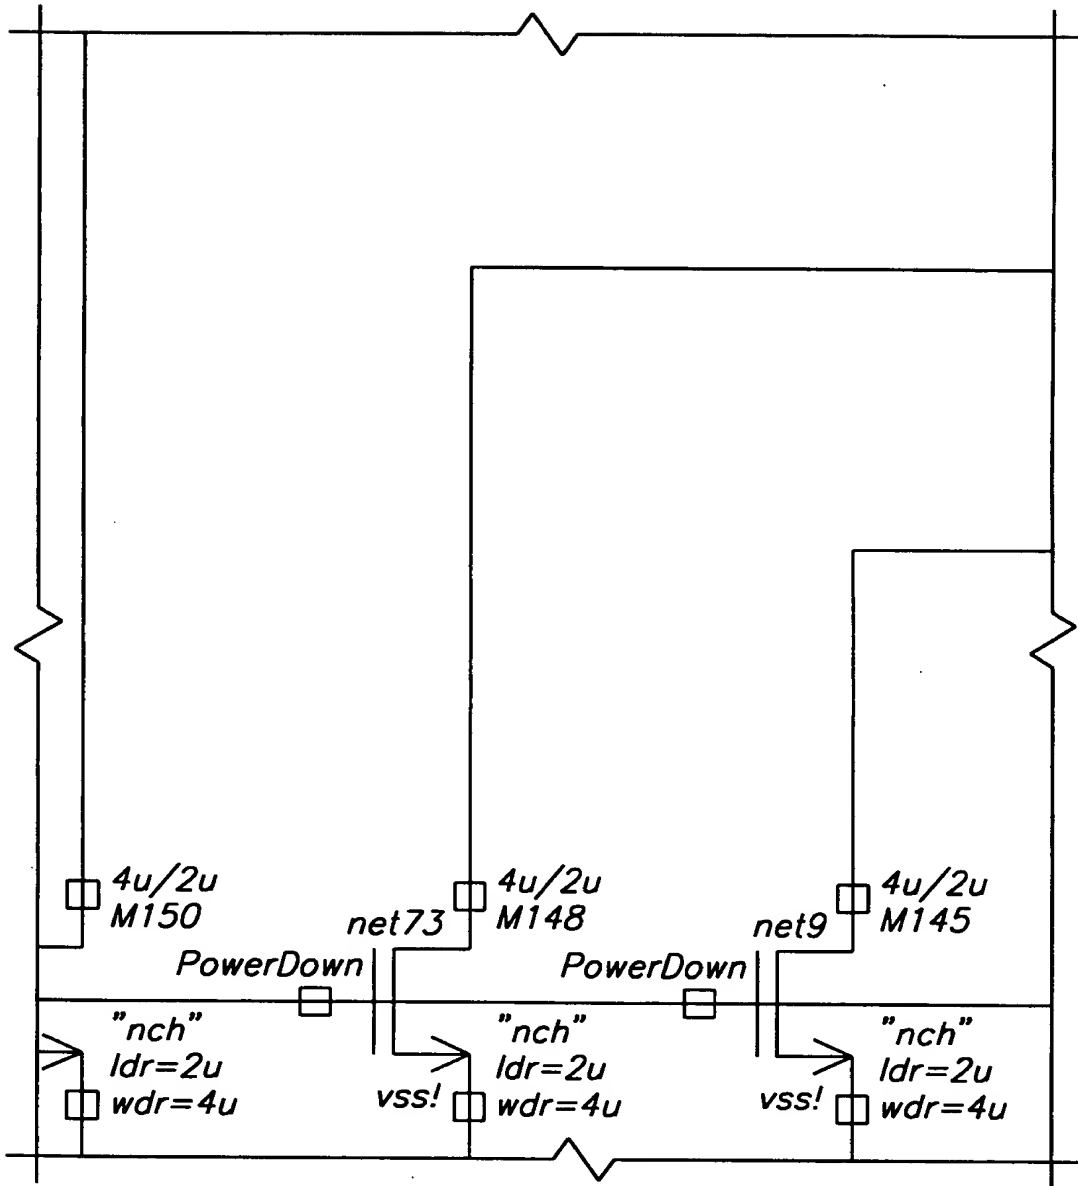 4u/2u
M150
net73
4u/2u
M148
net9
4u/2u
M145
PowerDown
PowerDown
"nch"
ldr=2u
wdr=4u
vss!
"nch"
ldr=2u
wdr=4u
vss!
"nch"
ldr=2u
wdr=4u